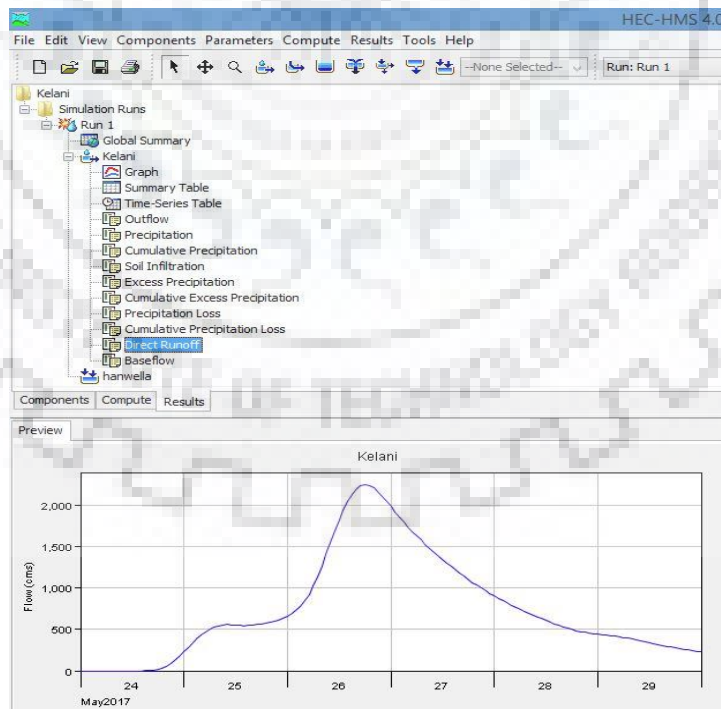 HEC-HMS 4.0
File Edit View Components Parameters Compute Results Tools Help
--None Selected-- Run: Run 1
Kelani
Simulation Runs
Run 1
Global Summary
Kelani
Graph
Summary Table
Time-Series Table
Outflow
Precipitation
Cumulative Precipitation
Soil Infiltration
Excess Precipitation
Cumulative Excess Precipitation
Precipitation Loss
Cumulative Precipitation Loss
Direct Runoff
Baseflow
hanwella
Components Compute Results
Preview
Kelani
2,000
1,500
1,000
500
0
Flow (cms)
24 25 26 27 28 29
May2017